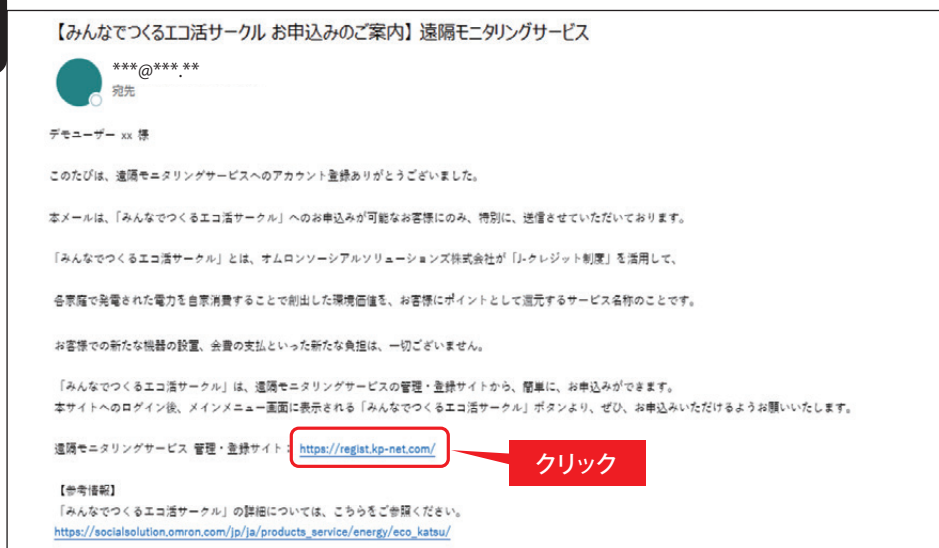 【みんなでつくるエコ活サークル お申込みのご案内】遠隔モニタリングサービス
***@***.**
宛先
デモユーザー xx 様
このたびは、遠隔モニタリングサービスへのアカウント登録ありがとうございました。
本メールは、「みんなでつくるエコ活サークル」へのお申込みが可能なお客様にのみ、特別に、送信させていただいております。
「みんなでつくるエコ活サークル」とは、オムロンソーシアルソリューションズ株式会社が「J-クレジット制度」を活用して、
各家庭で発電された電力を自家消費することで創出した環境価値を、お客様にポイントとして還元するサービス名称のことです。
お客様での新たな機器の設置、会費の支払といった新たな負担は、一切ございません。
「みんなでつくるエコ活サークル」は、遠隔モニタリングサービスの管理・登録サイトから、簡単に、お申込みができます。
本サイトへのログイン後、メインメニュー画面に表示される「みんなでつくるエコ活サークル」ボタンより、ぜひ、お申込みいただけるようお願いいたします。
遠隔モニタリングサービス 管理・登録サイト： https://regist.kp-net.com/
クリック
【参考情報】
「みんなでつくるエコ活サークル」の詳細については、こちらをご参照ください。
https://socialsolution.omron.com/jp/ja/products_service/energy/eco_katsu/